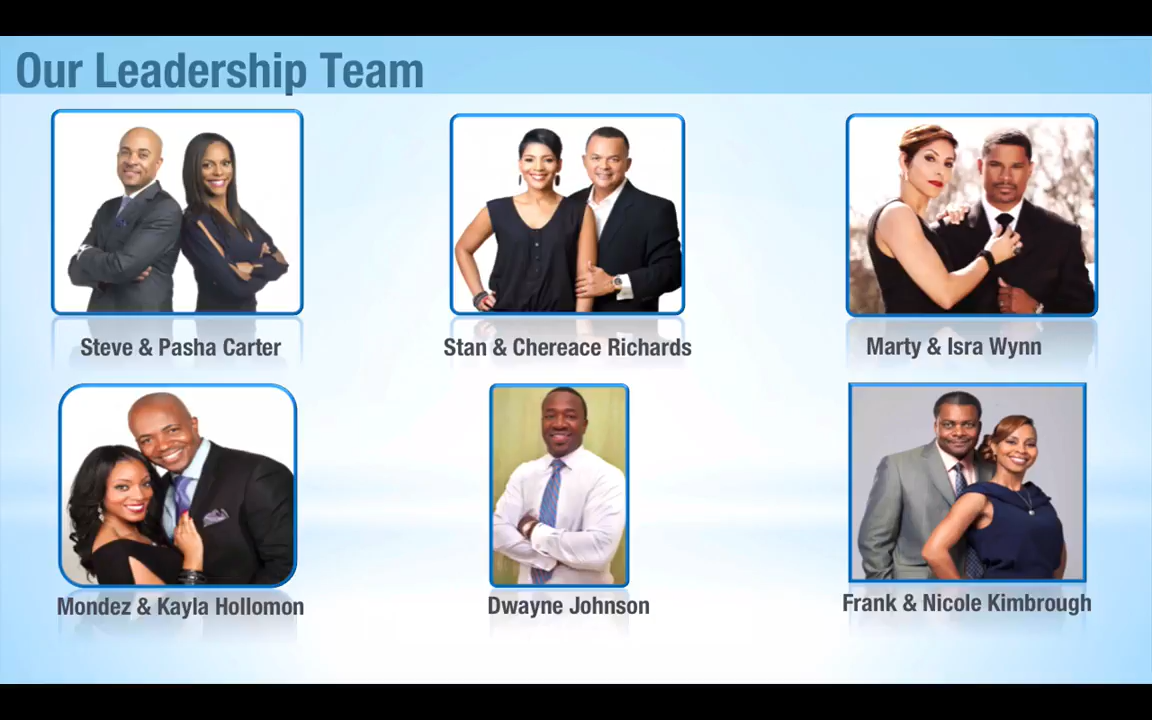 Our Leadership Team
Steve & Pasha Carter
Stan & Chereace Richards
Marty & Isra Wynn
Mondez & Kayla Hollomon
Dwayne Johnson
Frank & Nicole Kimbrough